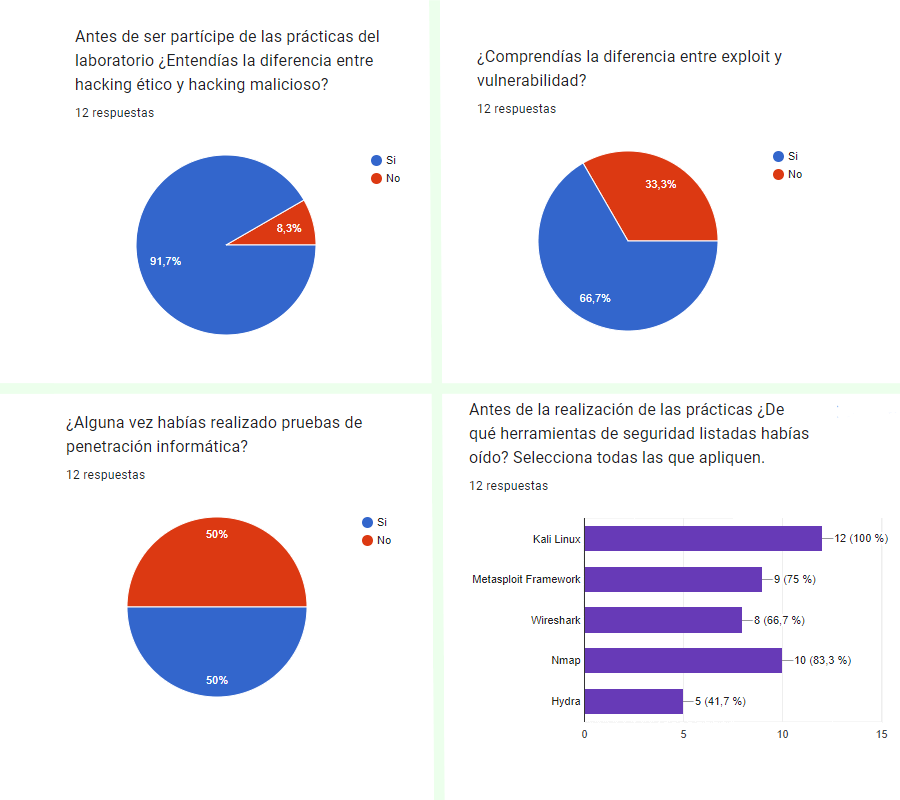 Antes de ser partícipe de las prácticas del
laboratorio ¿Entendías la diferencia entre
hacking ético y hacking malicioso?
12 respuestas
Si
No
8,3%
91,7%
¿Comprendías la diferencia entre exploit y
vulnerabilidad?
12 respuestas
Si
No
33,3%
66,7%
¿Alguna vez habías realizado pruebas de
penetración informática?
12 respuestas
Si
No
50%
50%
Antes de la realización de las prácticas ¿De
qué herramientas de seguridad listadas habías
oído? Selecciona todas las que apliquen.
12 respuestas
Kali Linux 12 (100 %)
Metasploit Framework 9 (75 %)
Wireshark 8 (66,7 %)
Nmap 10 (83,3 %)
Hydra 5 (41,7 %)
0 5 10 15